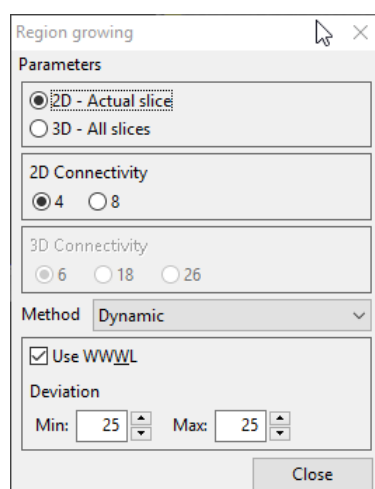 Region growing
Parameters
2D - Actual slice
3D - All slices
2D Connectivity
4 8
3D Connectivity
6 18 26
Method Dynamic
Use WWWL
Deviation
Min: 25 Max: 25
Close